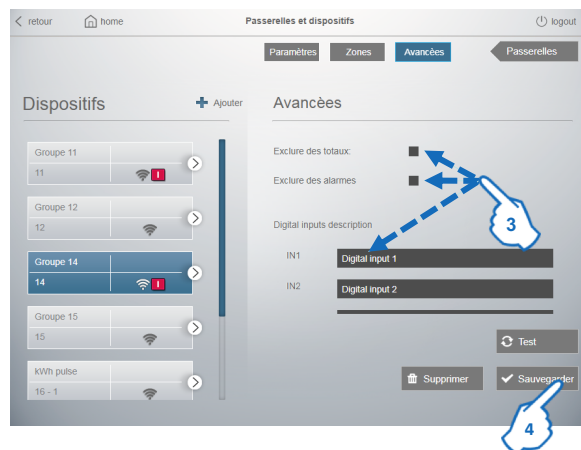 retour home Passerelles et dispositifs logout
Paramètres Zones Avancèes Passerelles
Dispositifs Ajouter
Avancèes
Groupe 11
11 I
Groupe 12
12
Groupe 14
14 I
Groupe 15
15
kWh pulse
16 - 1
Exclure des totaux:
Exclure des alarmes
3
Digital inputs description
IN1 Digital input 1
IN2 Digital input 2
Test
Supprimer Sauvegarder
4